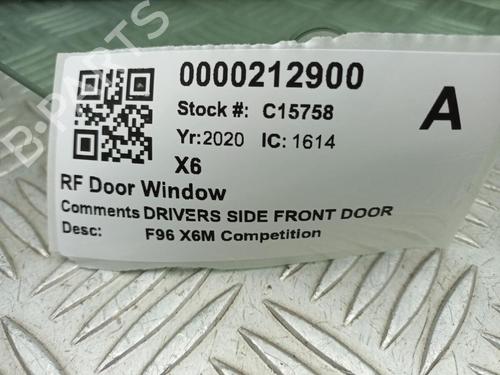 0000212900
Stock #: C15758
A
Yr:2020 IC: 1614
X6
RF Door Window
Comments DRIVERS SIDE FRONT DOOR
Desc: F96 X6M Competition
B-PARTS